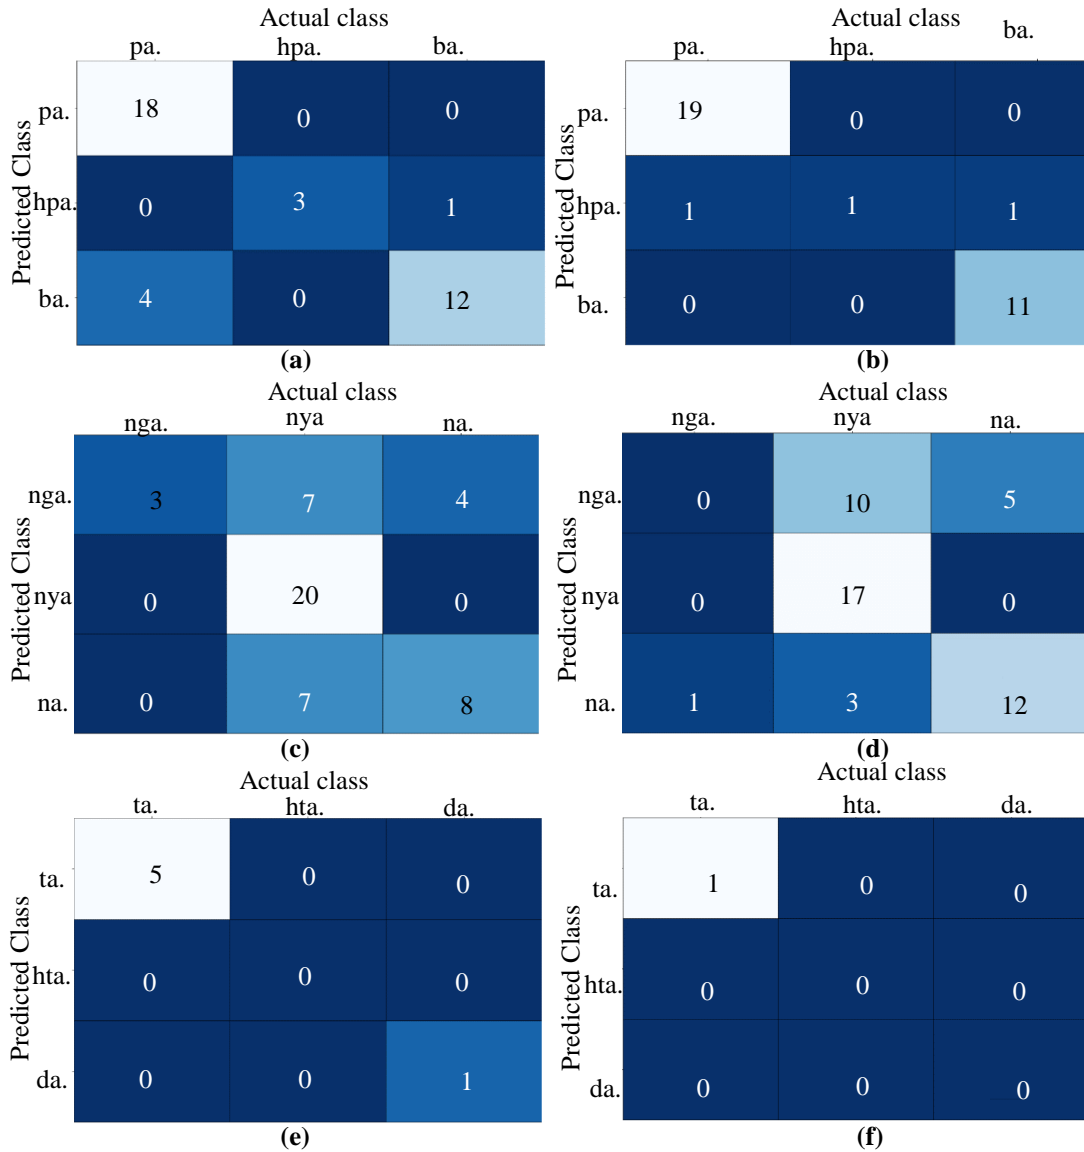 Actual class
pa. hpa. ba.
Predicted Class
pa. 18 0 0
hpa. 0 3 1
ba. 4 0 12
(a)
Actual class
pa. hpa. ba.
Predicted Class
pa. 19 0 0
hpa. 1 1 1
ba. 0 0 11
(b)
Actual class
nga. nya na.
Predicted Class
nga. 3 7 4
nya 0 20 0
na. 0 7 8
(c)
Actual class
nga. nya na.
Predicted Class
nga. 0 10 5
nya 0 17 0
na. 1 3 12
(d)
Actual class
ta. hta. da.
Predicted Class
ta. 5 0 0
hta. 0 0 0
da. 0 0 1
(e)
Actual class
ta. hta. da.
Predicted Class
ta. 1 0 0
hta. 0 0 0
da. 0 0 0
(f)